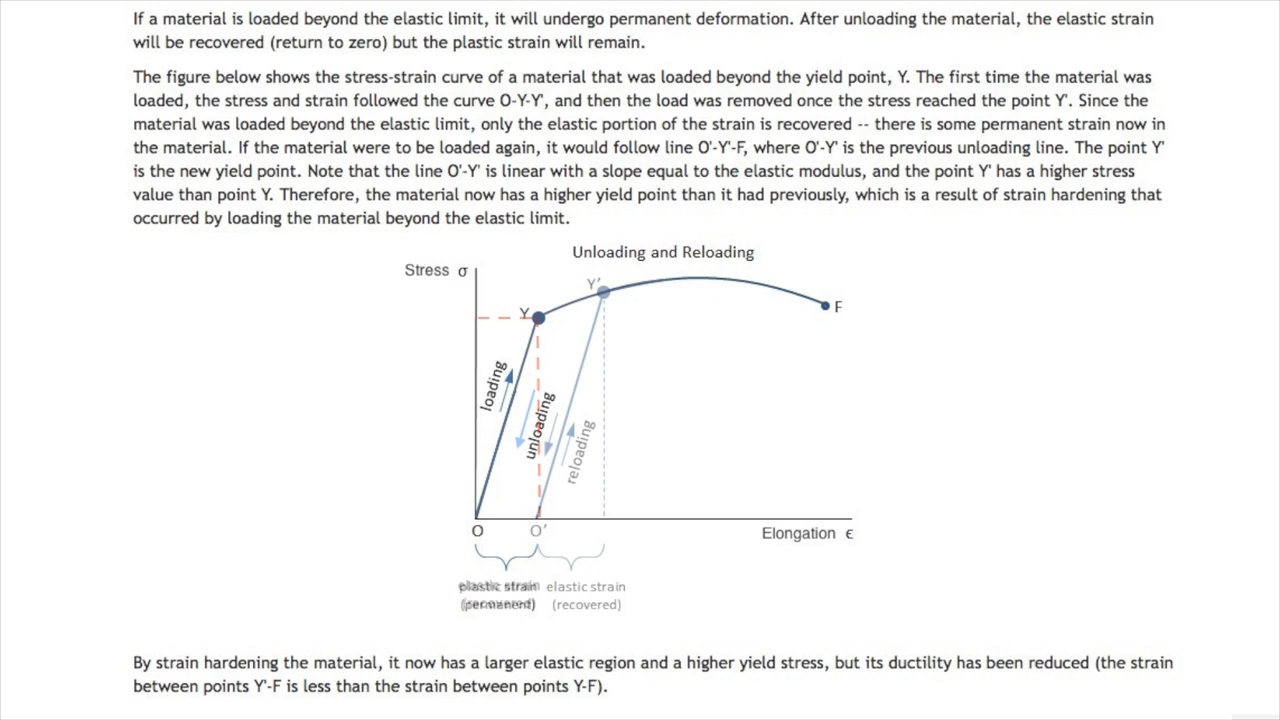 If a material is loaded beyond the elastic limit, it will undergo permanent deformation. After unloading the material, the elastic strain
will be recovered (return to zero) but the plastic strain will remain.
The figure below shows the stress-strain curve of a material that was loaded beyond the yield point, Y. The first time the material was
loaded, the stress and strain followed the curve O-Y-Y', and then the load was removed once the stress reached the point Y'. Since the
material was loaded beyond the elastic limit, only the elastic portion of the strain is recovered -- there is some permanent strain now in
the material. If the material were to be loaded again, it would follow line O'-Y'-F, where O'-Y' is the previous unloading line. The point Y'
is the new yield point. Note that the line O'-Y' is linear with a slope equal to the elastic modulus, and the point Y' has a higher stress
value than point Y. Therefore, the material now has a higher yield point than it had previously, which is a result of strain hardening that
occurred by loading the material beyond the elastic limit.
Unloading and Reloading
Stress σ
Y'
Y
F
loading
unloading
reloading
O
O'
Elongation ϵ
strain
elastic strain
(recovered)
By strain hardening the material, it now has a larger elastic region and a higher yield stress, but its ductility has been reduced (the strain
between points Y'-F is less than the strain between points Y-F).